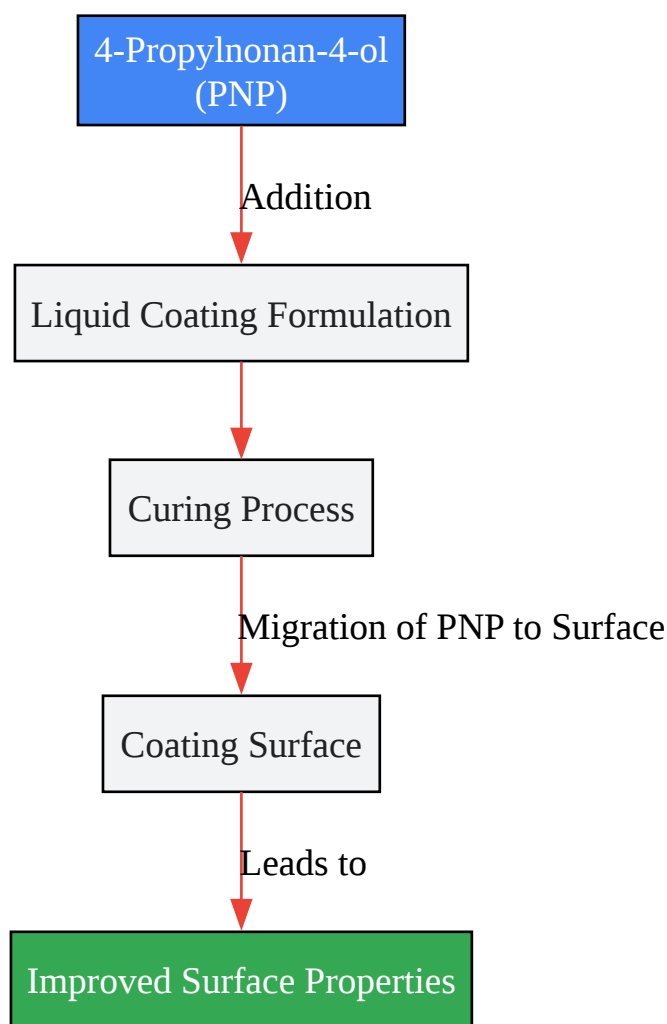 4-Propylnonan-4-ol
(PNP)
Addition
Liquid Coating Formulation
Curing Process
Migration of PNP to Surface
Coating Surface
Leads to
Improved Surface Properties